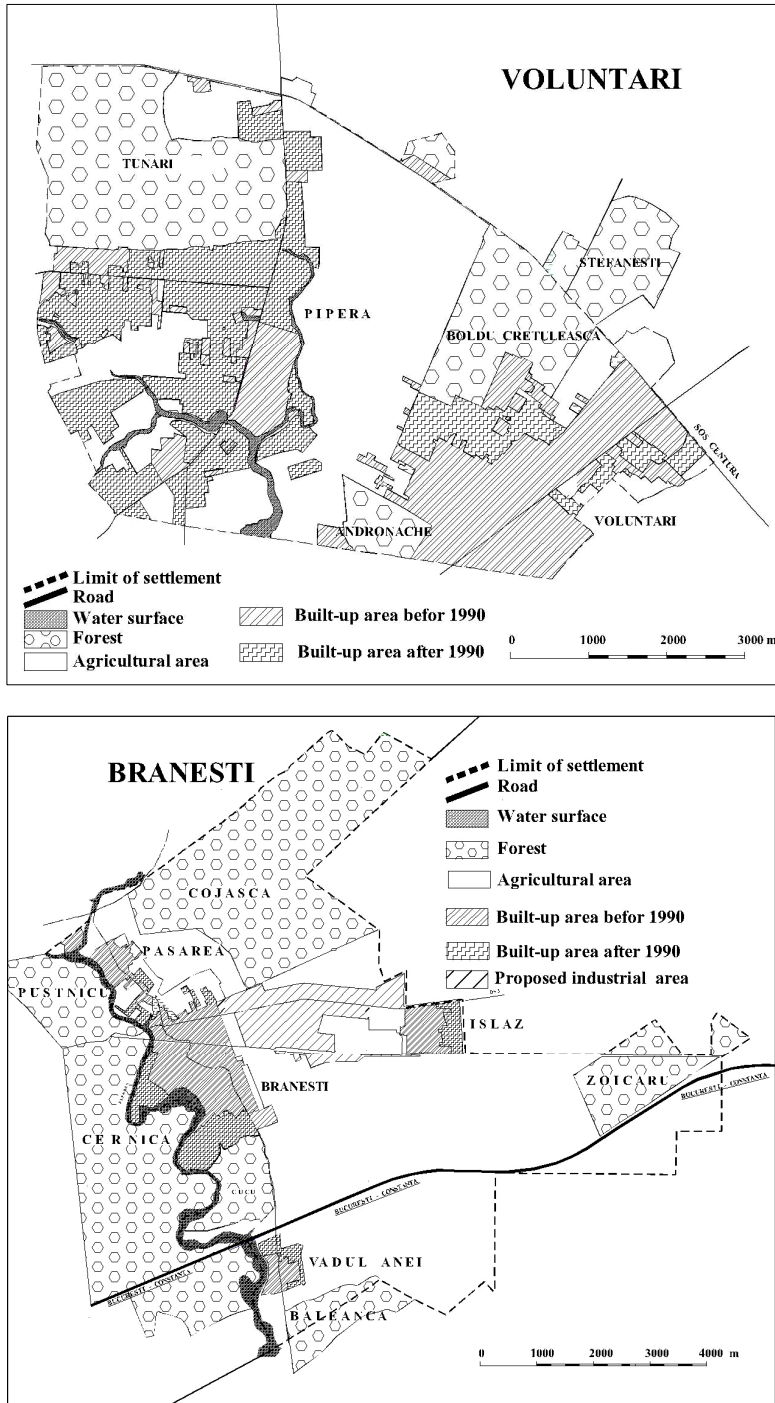 VOLUNTARI
TUNARI
STEFANESTI
PIPERA
BOLDU CRETULEASCA
SOS CENTURA
VOLUNTARI
ANDRONACHE
Limit of settlement
Road
Water surface
Forest
Agricultural area
Built-up area befor 1990
Built-up area after 1990
0 1000 2000 3000 m
BRANESTI
Limit of settlement
Road
Water surface
Forest
Agricultural area
Built-up area befor 1990
Built-up area after 1990
Proposed industrial area
COJASCA
PASAREA
PUSTNICU
ISLAZ
ZOICARU
BUCURESTI - CONSTANTA
BRANESTI
CERNICA
CUCU
BUCURESTI - CONSTANTA
VADUL ANEI
BUCURESTI - CONSTANTA
BALEANCA
0 1000 2000 3000 4000 m